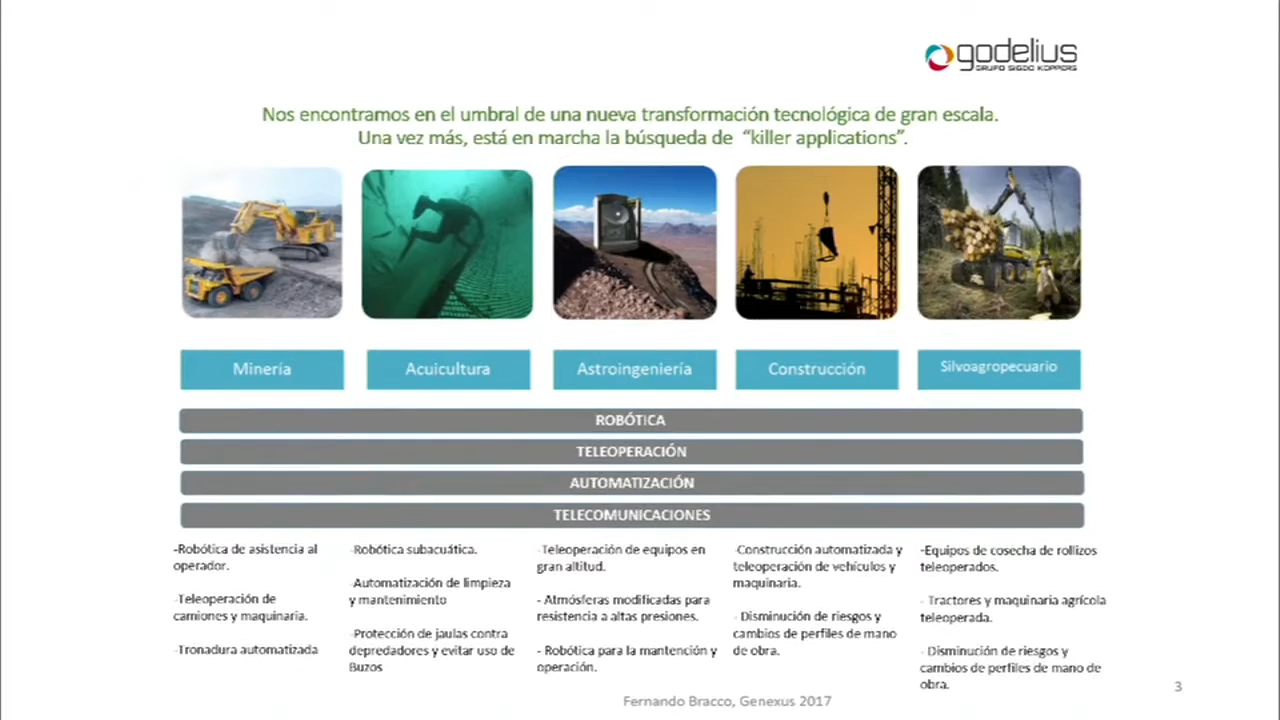 godelius
GRUPO SIGDO KOPPERS
Nos encontramos en el umbral de una nueva transformación tecnológica de gran escala.
Una vez más, está en marcha la búsqueda de “killer applications”.
Minería
Acuicultura
Astroingeniería
Construcción
Silvoagropecuario
ROBÓTICA
TELEOPERACIÓN
AUTOMATIZACIÓN
TELECOMUNICACIONES
-Robótica de asistencia al
operador.
-Teleoperación de
camiones y maquinaria.
-Tronadura automatizada
-Robótica subacuática.
-Automatización de limpieza
y mantenimiento
-Protección de jaulas contra
depredadores y evitar uso de
Buzos
-Teleoperación de equipos en
gran altitud.
- Atmósferas modificadas para
resistencia a altas presiones.
- Robótica para la mantención y
operación.
-Construcción automatizada y
teleoperación de vehículos y
maquinaria.
- Disminución de riesgos y
cambios de perfiles de mano
de obra.
-Equipos de cosecha de rollizos
teleoperados.
- Tractores y maquinaria agrícola
teleoperada.
- Disminución de riesgos y
cambios de perfiles de mano de
obra.
Fernando Bracco, Genexus 2017
3